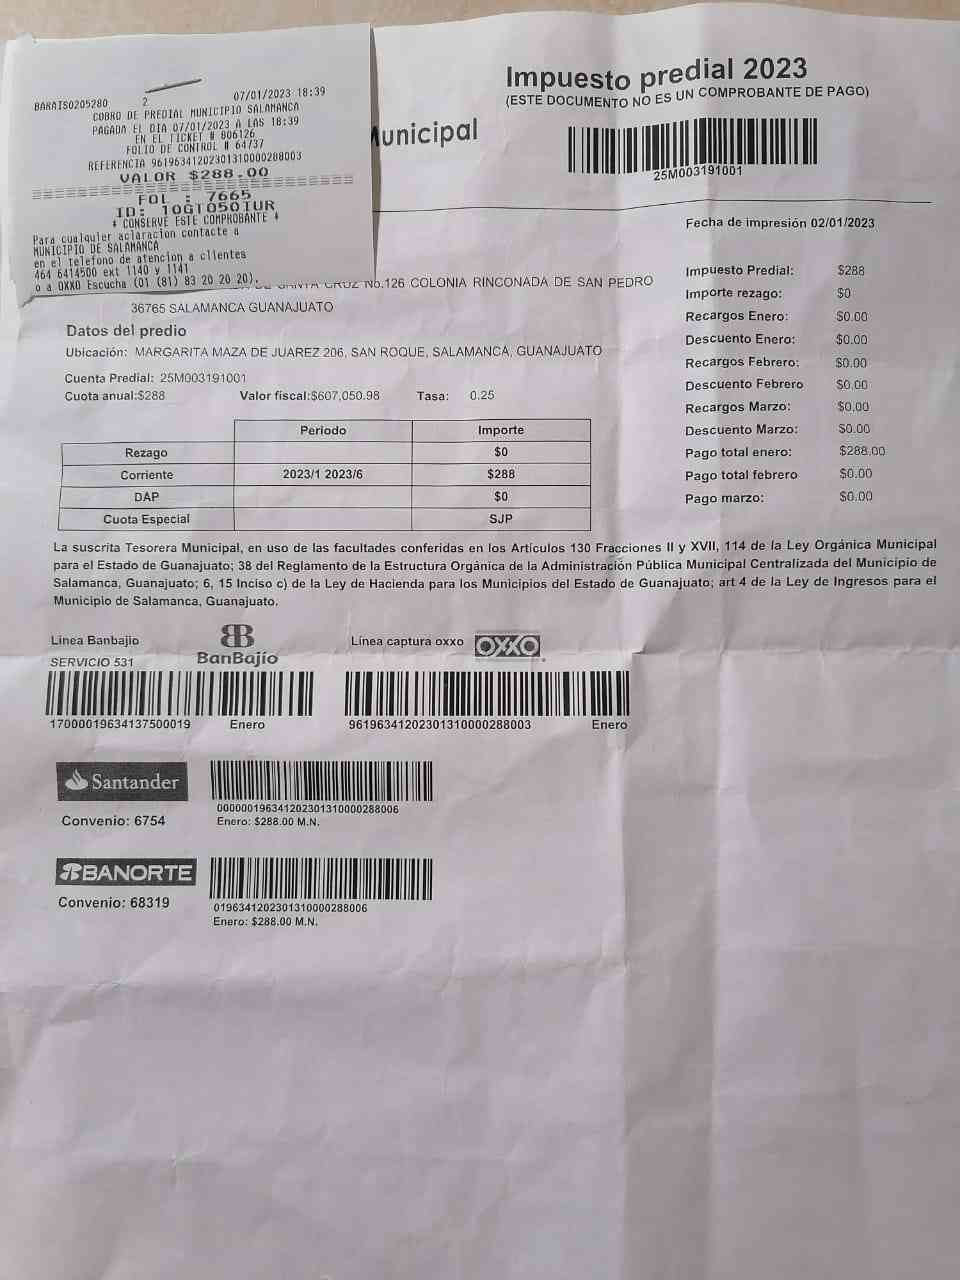 BARAIS0205280 2 07/01/2023 18:39
COBRO DE PREDIAL MUNICIPIO SALAMANCA
PAGADA EL DIA 07/01/2023 A LAS 18:39
EN EL TICKET # 806126
FOLIO DE CONTROL # 64737
REFERENCIA 96196341202301310000288003
VALOR $288.00
FOL : 7665
ID: 10GTO50IUR
* CONSERVE ESTE COMPROBANTE *
Para cualquier aclaracion contacte a
MUNICIPIO DE SALAMANCA
en el telefono de atencion a clientes
464 6414500 ext 1140 y 1141
o a OXXO Escucha (01 (81) 83 20 20 20).
Municipal
Impuesto predial 2023
(ESTE DOCUMENTO NO ES UN COMPROBANTE DE PAGO)
25M003191001
Fecha de impresión 02/01/2023
DE SANTA CRUZ No.126 COLONIA RINCONADA DE SAN PEDRO
36765 SALAMANCA GUANAJUATO
Datos del predio
Ubicación: MARGARITA MAZA DE JUAREZ 206, SAN ROQUE, SALAMANCA, GUANAJUATO
Cuenta Predial: 25M003191001
Cuota anual:$288 Valor fiscal:$607,050.98 Tasa: 0.25
Impuesto Predial: $288
Importe rezago: $0
Recargos Enero: $0.00
Descuento Enero: $0.00
Recargos Febrero: $0.00
Descuento Febrero $0.00
Recargos Marzo: $0.00
Descuento Marzo: $0.00
Pago total enero: $288.00
Pago total febrero $0.00
Pago marzo: $0.00
Periodo Importe
Rezago $0
Corriente 2023/1 2023/6 $288
DAP $0
Cuota Especial SJP
La suscrita Tesorera Municipal, en uso de las facultades conferidas en los Artículos 130 Fracciones II y XVII, 114 de la Ley Orgánica Municipal
para el Estado de Guanajuato; 38 del Reglamento de la Estructura Orgánica de la Administración Pública Municipal Centralizada del Municipio de
Salamanca, Guanajuato; 6, 15 Inciso c) de la Ley de Hacienda para los Municipios del Estado de Guanajuato; art 4 de la Ley de Ingresos para el
Municipio de Salamanca, Guanajuato.
Linea Banbajio
SERVICIO 531
BanBajío
Línea captura oxxo OXXO
17000019634137500019 Enero
96196341202301310000288003 Enero
Santander
Convenio: 6754
000000196341202301310000288006
Enero: $288.00 M.N.
BANORTE
Convenio: 68319
0196341202301310000288006
Enero: $288.00 M.N.